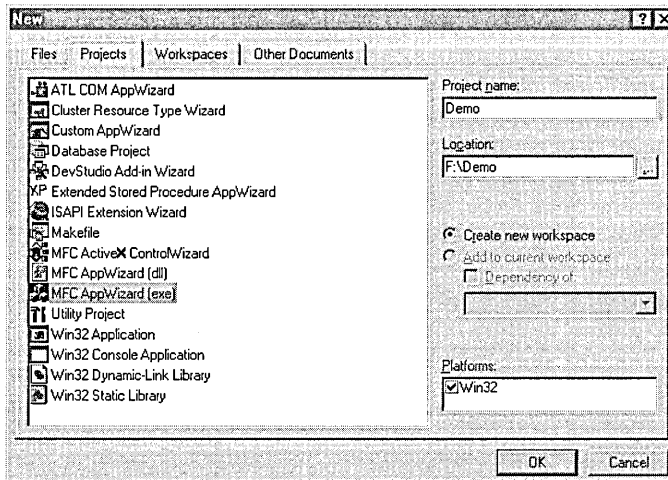 New
Files Projects Workspaces Other Documents
ATL COM AppWizard
Cluster Resource Type Wizard
Custom AppWizard
Database Project
DevStudio Add-in Wizard
XP Extended Stored Procedure AppWizard
ISAPI Extension Wizard
Makefile
MFC ActiveX ControlWizard
MFC AppWizard (dll)
MFC AppWizard (exe)
Utility Project
Win32 Application
Win32 Console Application
Win32 Dynamic-Link Library
Win32 Static Library
Project name:
Demo
Location:
F:\Demo
...
Create new workspace
Add to current workspace
Dependency of:
Platforms:
Win32
OK Cancel